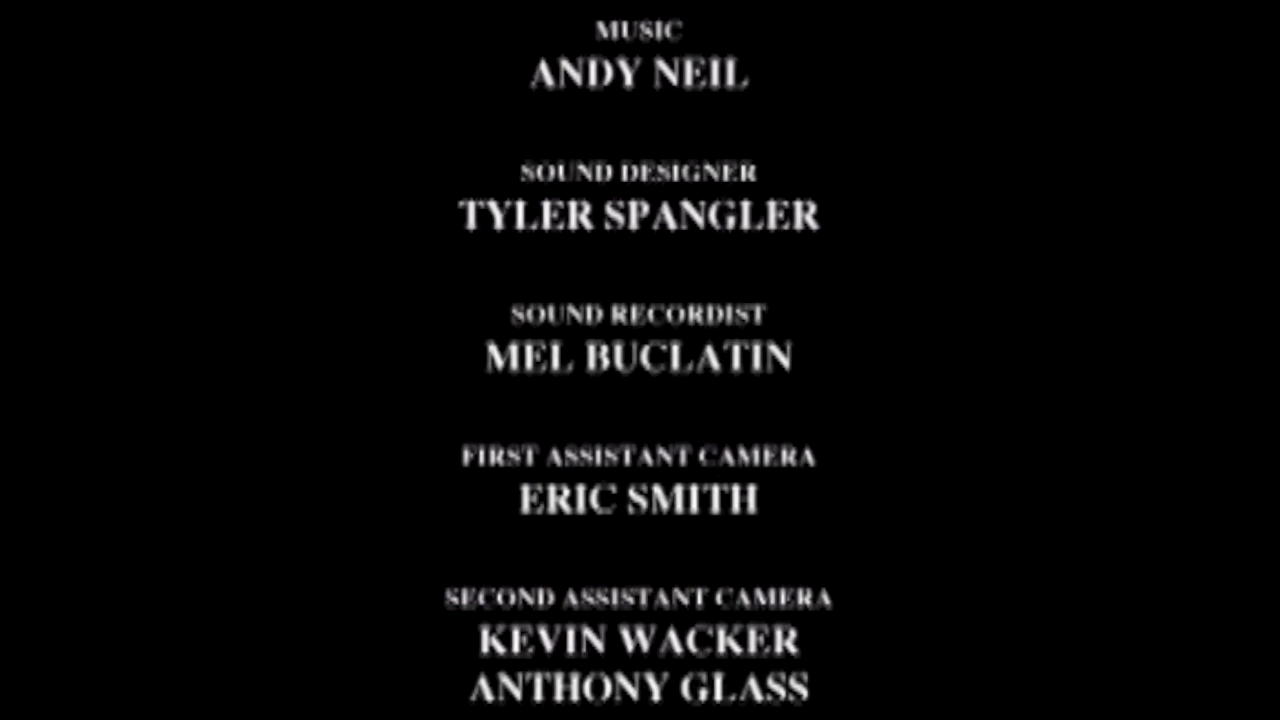 MUSIC
ANDY NEIL
SOUND DESIGNER
TYLER SPANGLER
SOUND RECORDIST
MEL BUCLATIN
FIRST ASSISTANT CAMERA
ERIC SMITH
SECOND ASSISTANT CAMERA
KEVIN WACKER
ANTHONY GLASS